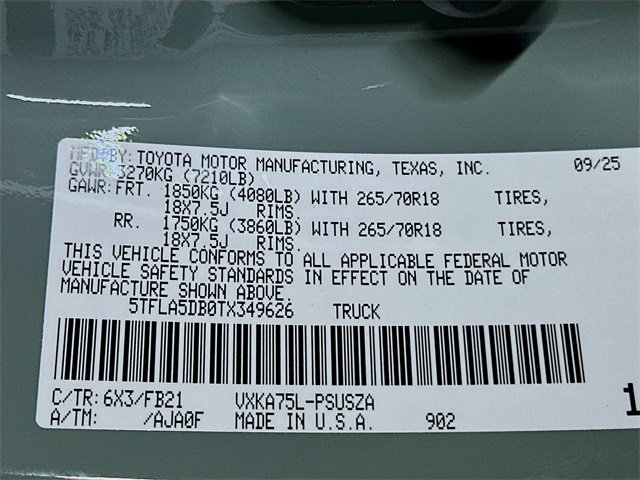 MFD BY: TOYOTA MOTOR MANUFACTURING, TEXAS, INC. 09/25
GVWR 3270KG (7210LB)
GAWR: FRT. 1850KG (4080LB) WITH 265/70R18 TIRES,
18X7.5J RIMS.
RR. 1750KG (3860LB) WITH 265/70R18 TIRES,
18X7.5J RIMS.
THIS VEHICLE CONFORMS TO ALL APPLICABLE FEDERAL MOTOR
VEHICLE SAFETY STANDARDS IN EFFECT ON THE DATE OF
MANUFACTURE SHOWN ABOVE.
5TFLA5DB0TX349626 TRUCK
C/TR: 6X3/FB21 VXKA75L-PSUSZA
A/TM: /AJA0F MADE IN U.S.A. 902
1